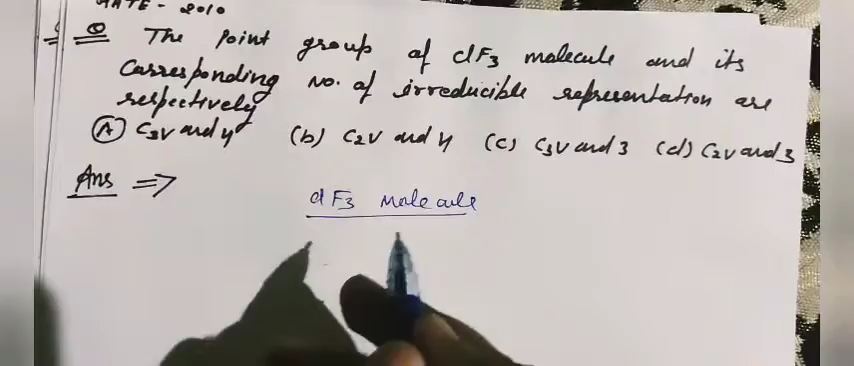 GATE - 2010
Q The Point group of ClF3 molecule and its
Corresponding No. of irreducible representation are
respectively
(A) C3v and 4 (b) C2v and 4 (c) C3v and 3 (d) C2v and 3
Ans ⇒
ClF3 Molecule